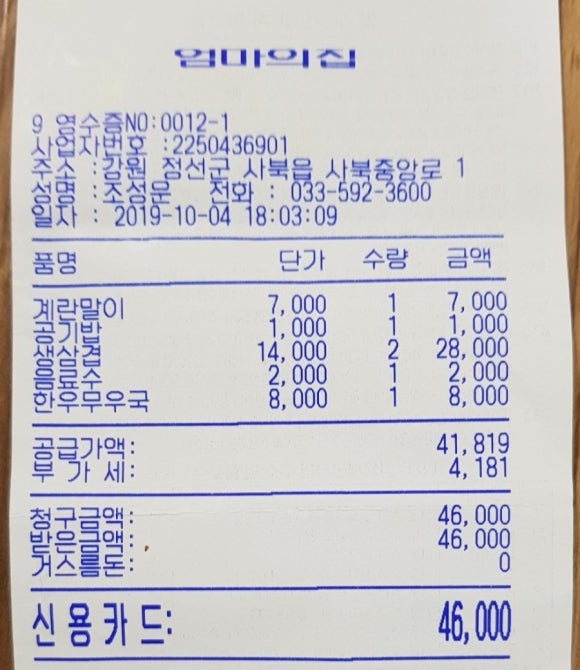 엄마의집
9 영수증NO:0012-1
사업자번호 :2250436901
주소 :강원 정선군 사북읍 사북중앙로 1
성명 :조성운 전화 : 033-592-3600
일자 : 2019-10-04 18:03:09
품명 단가 수량 금액
계란말이 7,000 1 7,000
공기밥 1,000 1 1,000
생삼겹 14,000 2 28,000
음료수 2,000 1 2,000
한우무우국 8,000 1 8,000
공급가액: 41,819
부 가 세: 4,181
청구금액: 46,000
받은금액: 46,000
거스름돈: 0
신용카드: 46,000